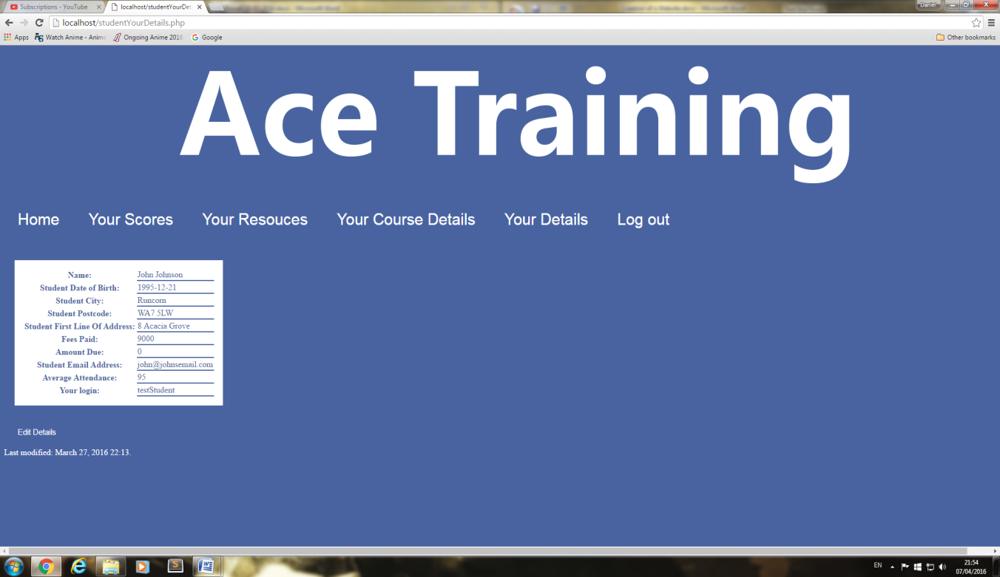 Subscriptions - YouTube
localhost/studentYourDet
Daniel
localhost/studentYourDetails.php
Apps Watch Anime - Anime Ongoing Anime 2016 Google Other bookmarks
Ace Training
Home Your Scores Your Resouces Your Course Details Your Details Log out
Name: John Johnson
Student Date of Birth: 1995-12-21
Student City: Runcorn
Student Postcode: WA7 5LW
Student First Line Of Address: 8 Acacia Grove
Fees Paid: 9000
Amount Due: 0
Student Email Address: john@johnsemail.com
Average Attendance: 95
Your login: testStudent
Edit Details
Last modified: March 27, 2016 22:13.
EN
21:54
07/04/2016